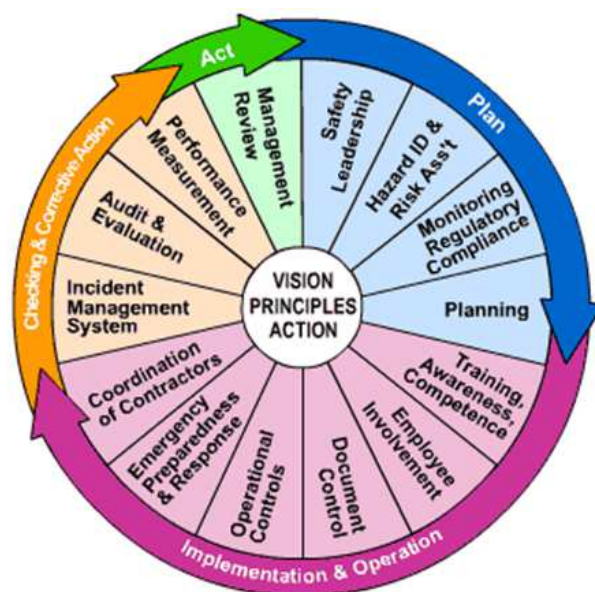 Act
Plan
Implementation & Operation
Checking & Corrective Action
Safety
Leadership
Hazard ID &
Risk Ass't
Monitoring
Regulatory
Compliance
Planning
Training,
Awareness,
Competence
Employee
Involvement
Document
Control
Operational
Controls
Emergency
Preparedness
& Response
Coordination
of Contractors
Incident
Management
System
Audit &
Evaluation
Performance
Measurement
Management
Review
VISION
PRINCIPLES
ACTION